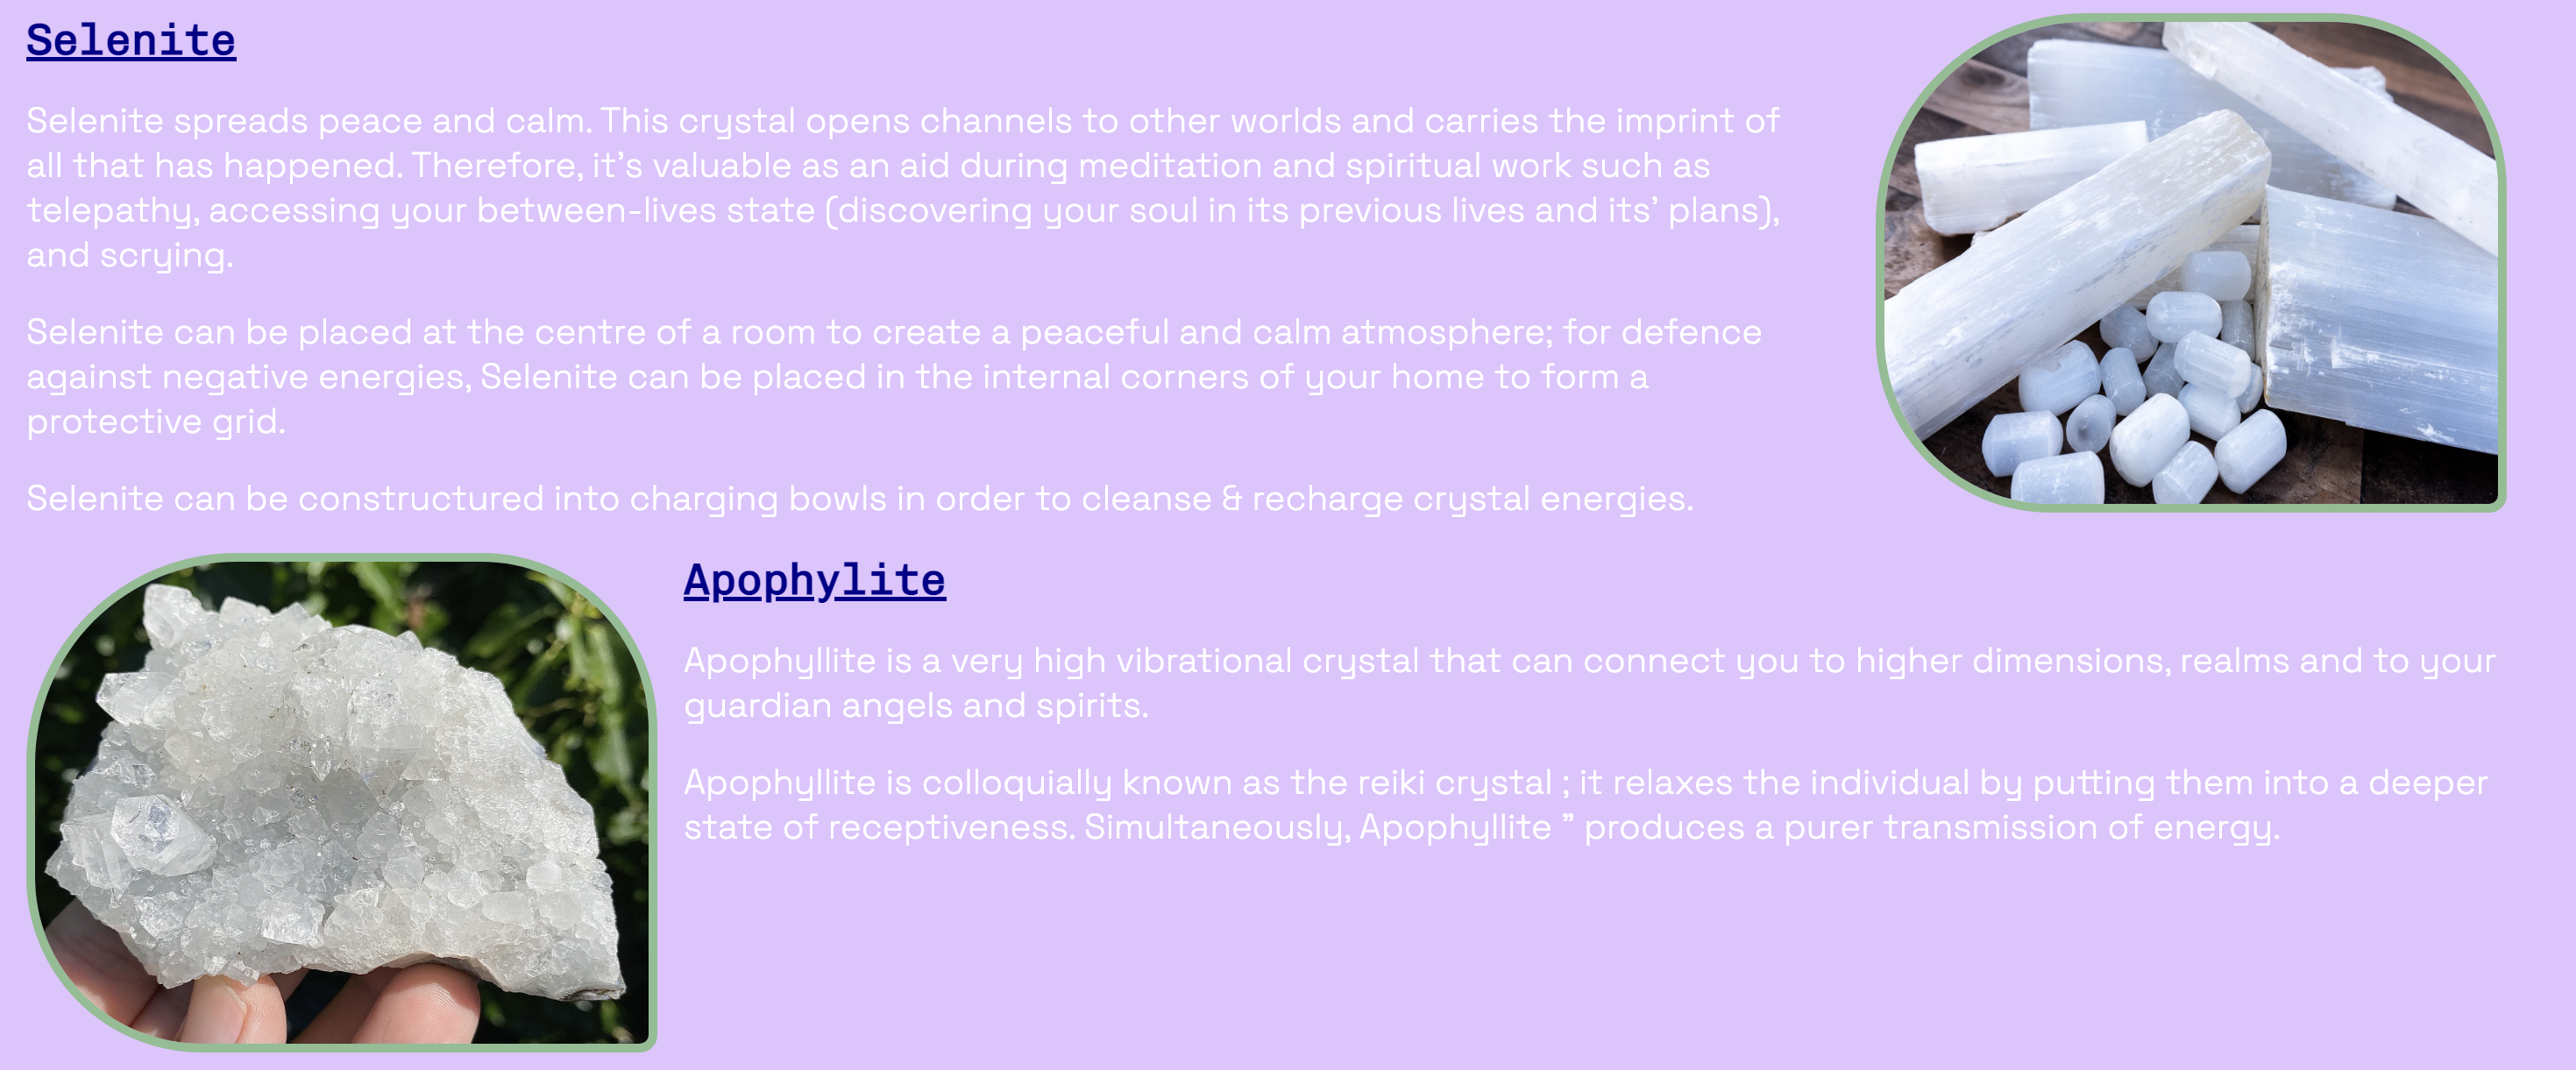 Selenite
Selenite spreads peace and calm. This crystal opens channels to other worlds and carries the imprint of
all that has happened. Therefore, it's valuable as an aid during meditation and spiritual work such as
telepathy, accessing your between-lives state (discovering your soul in its previous lives and its' plans),
and scrying.
Selenite can be placed at the centre of a room to create a peaceful and calm atmosphere; for defence
against negative energies, Selenite can be placed in the internal corners of your home to form a
protective grid.
Selenite can be constructured into charging bowls in order to cleanse & recharge crystal energies.
Apophylite
Apophyllite is a very high vibrational crystal that can connect you to higher dimensions, realms and to your
guardian angels and spirits.
Apophyllite is colloquially known as the reiki crystal ; it relaxes the individual by putting them into a deeper
state of receptiveness. Simultaneously, Apophyllite ” produces a purer transmission of energy.